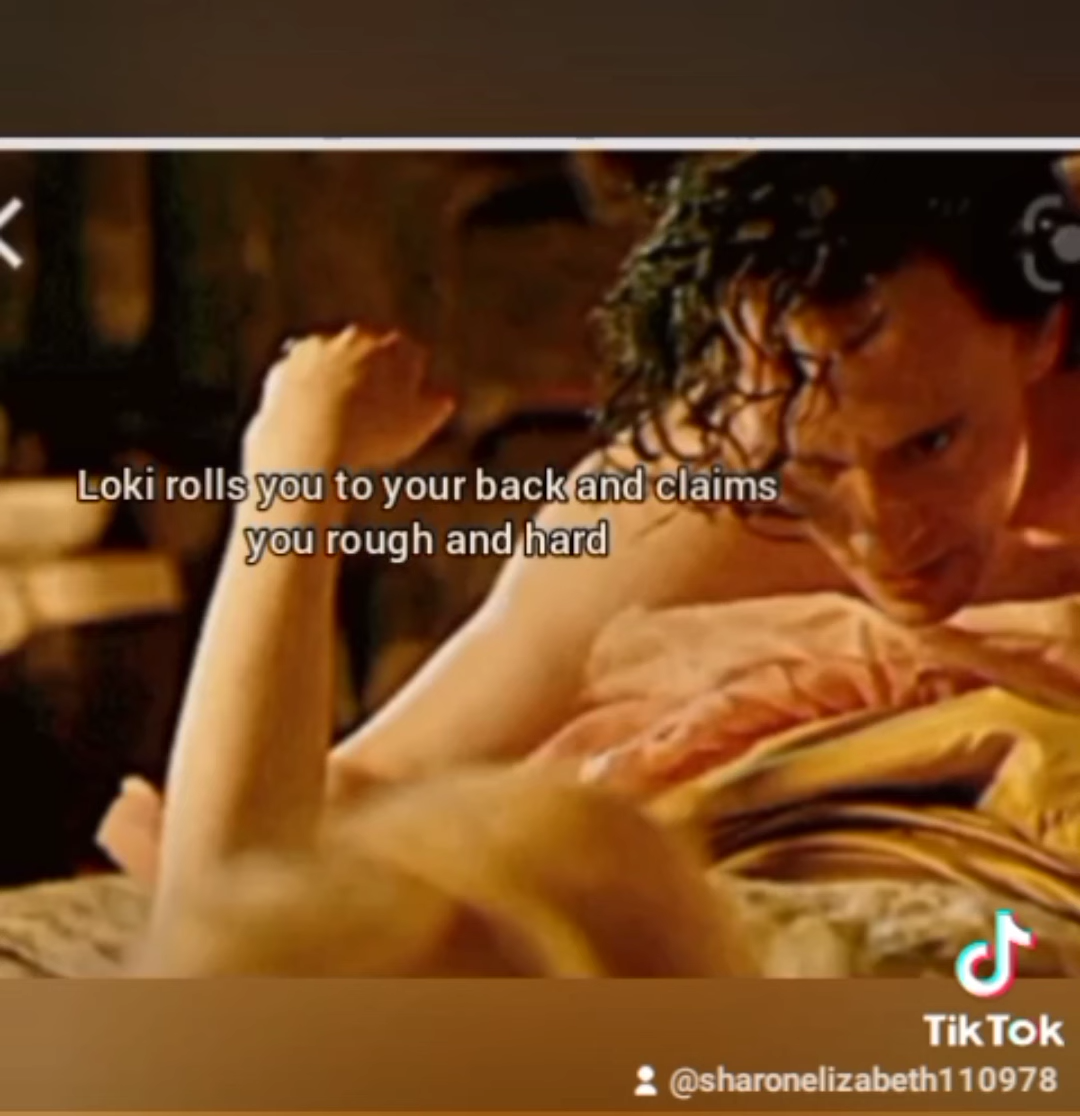 Loki rolls you to your back and claims
you rough and hard
TikTok
@sharonelizabeth110978